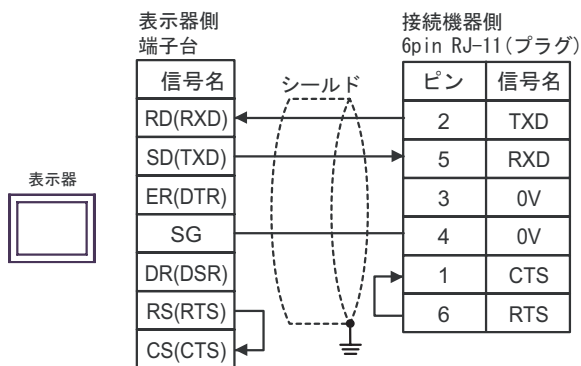 表示器側
端子台
接続機器側
6pin RJ-11(プラグ)
信号名
シールド
ピン 信号名
RD(RXD) 2 TXD
SD(TXD) 5 RXD
表示器
ER(DTR) 3 0V
SG 4 0V
DR(DSR) 1 CTS
RS(RTS) 6 RTS
CS(CTS)